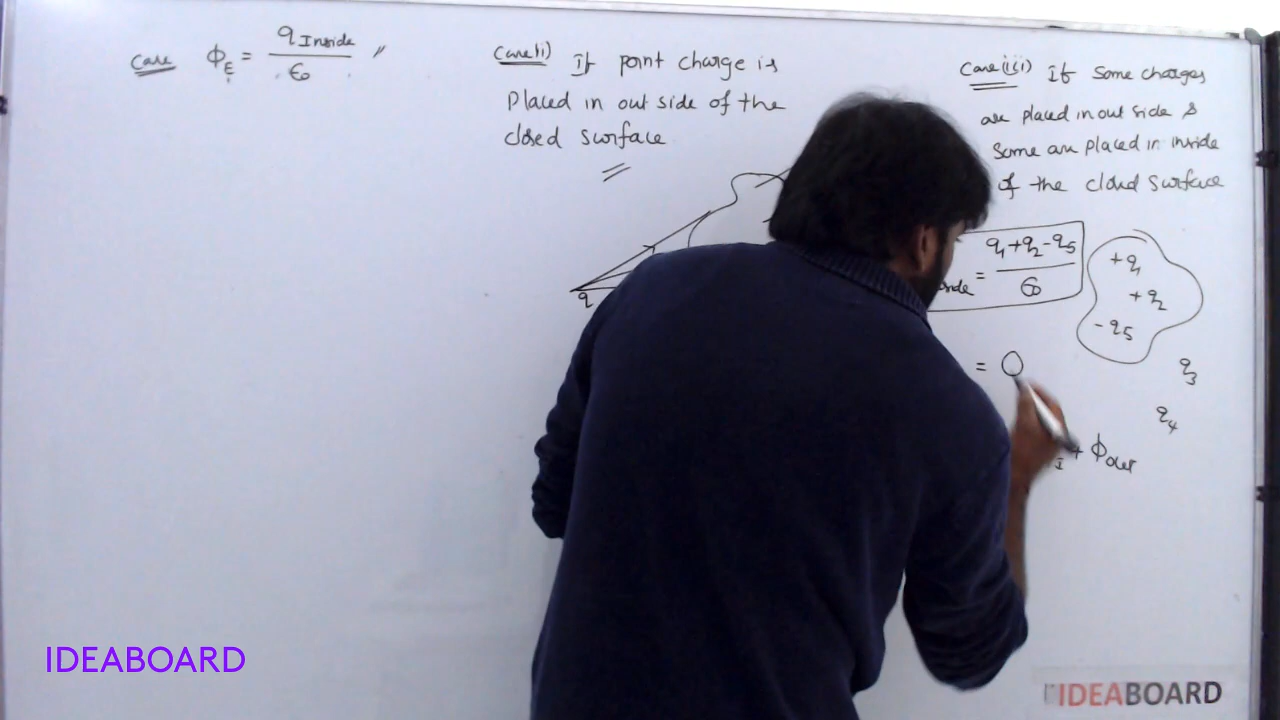 Case ΦE = qInside / ϵ0 //
Case ii) If point charge is
Placed in out side of the
closed surface
q
Case (iii) If some charges
are placed in out side &
some are placed in inside
of the closed surface
= q1+q2-q5 / ϵ0
+q1
+q2
-q5
= 0
q3
q4
I + Φout
IDEABOARD
IDEABOARD